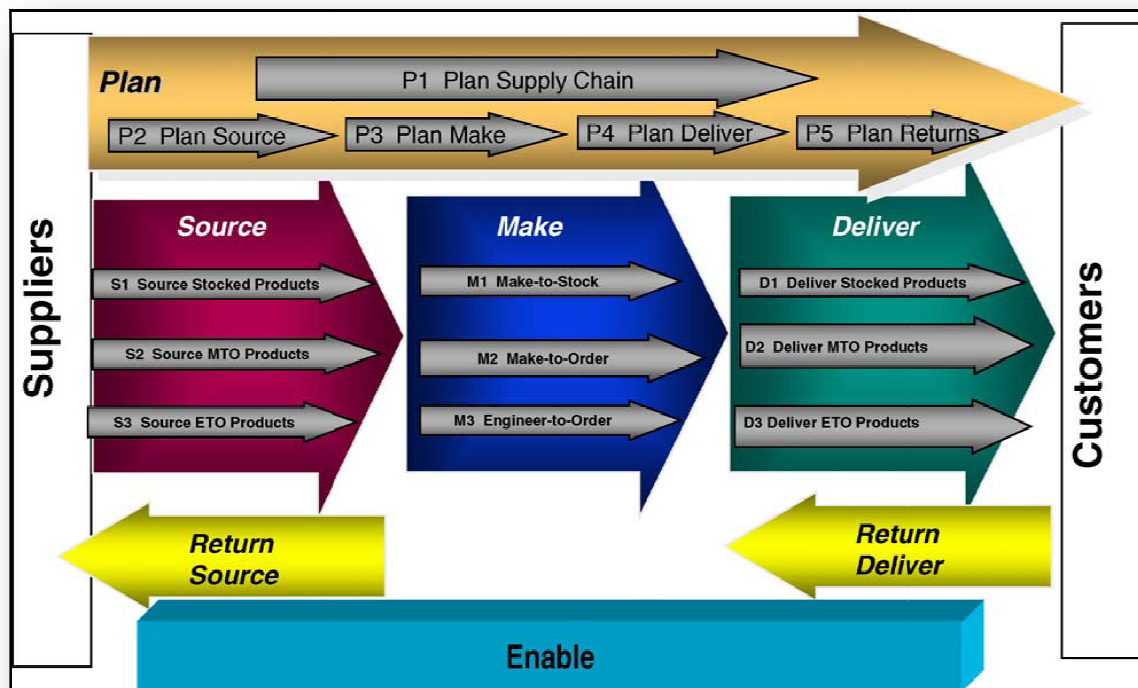 Plan
P1 Plan Supply Chain
P2 Plan Source
P3 Plan Make
P4 Plan Deliver
P5 Plan Returns
Suppliers
Source
S1 Source Stocked Products
S2 Source MTO Products
S3 Source ETO Products
Make
M1 Make-to-Stock
M2 Make-to-Order
M3 Engineer-to-Order
Deliver
D1 Deliver Stocked Products
D2 Deliver MTO Products
D3 Deliver ETO Products
Customers
Return
Source
Return
Deliver
Enable